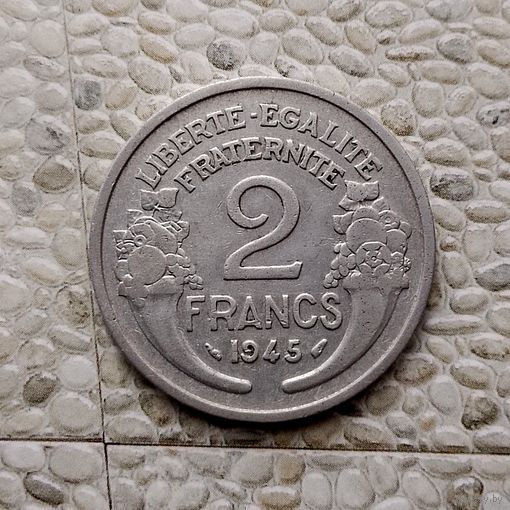 LIBERTE-EGALITE
FRATERNITE
2
FRANCS
1945